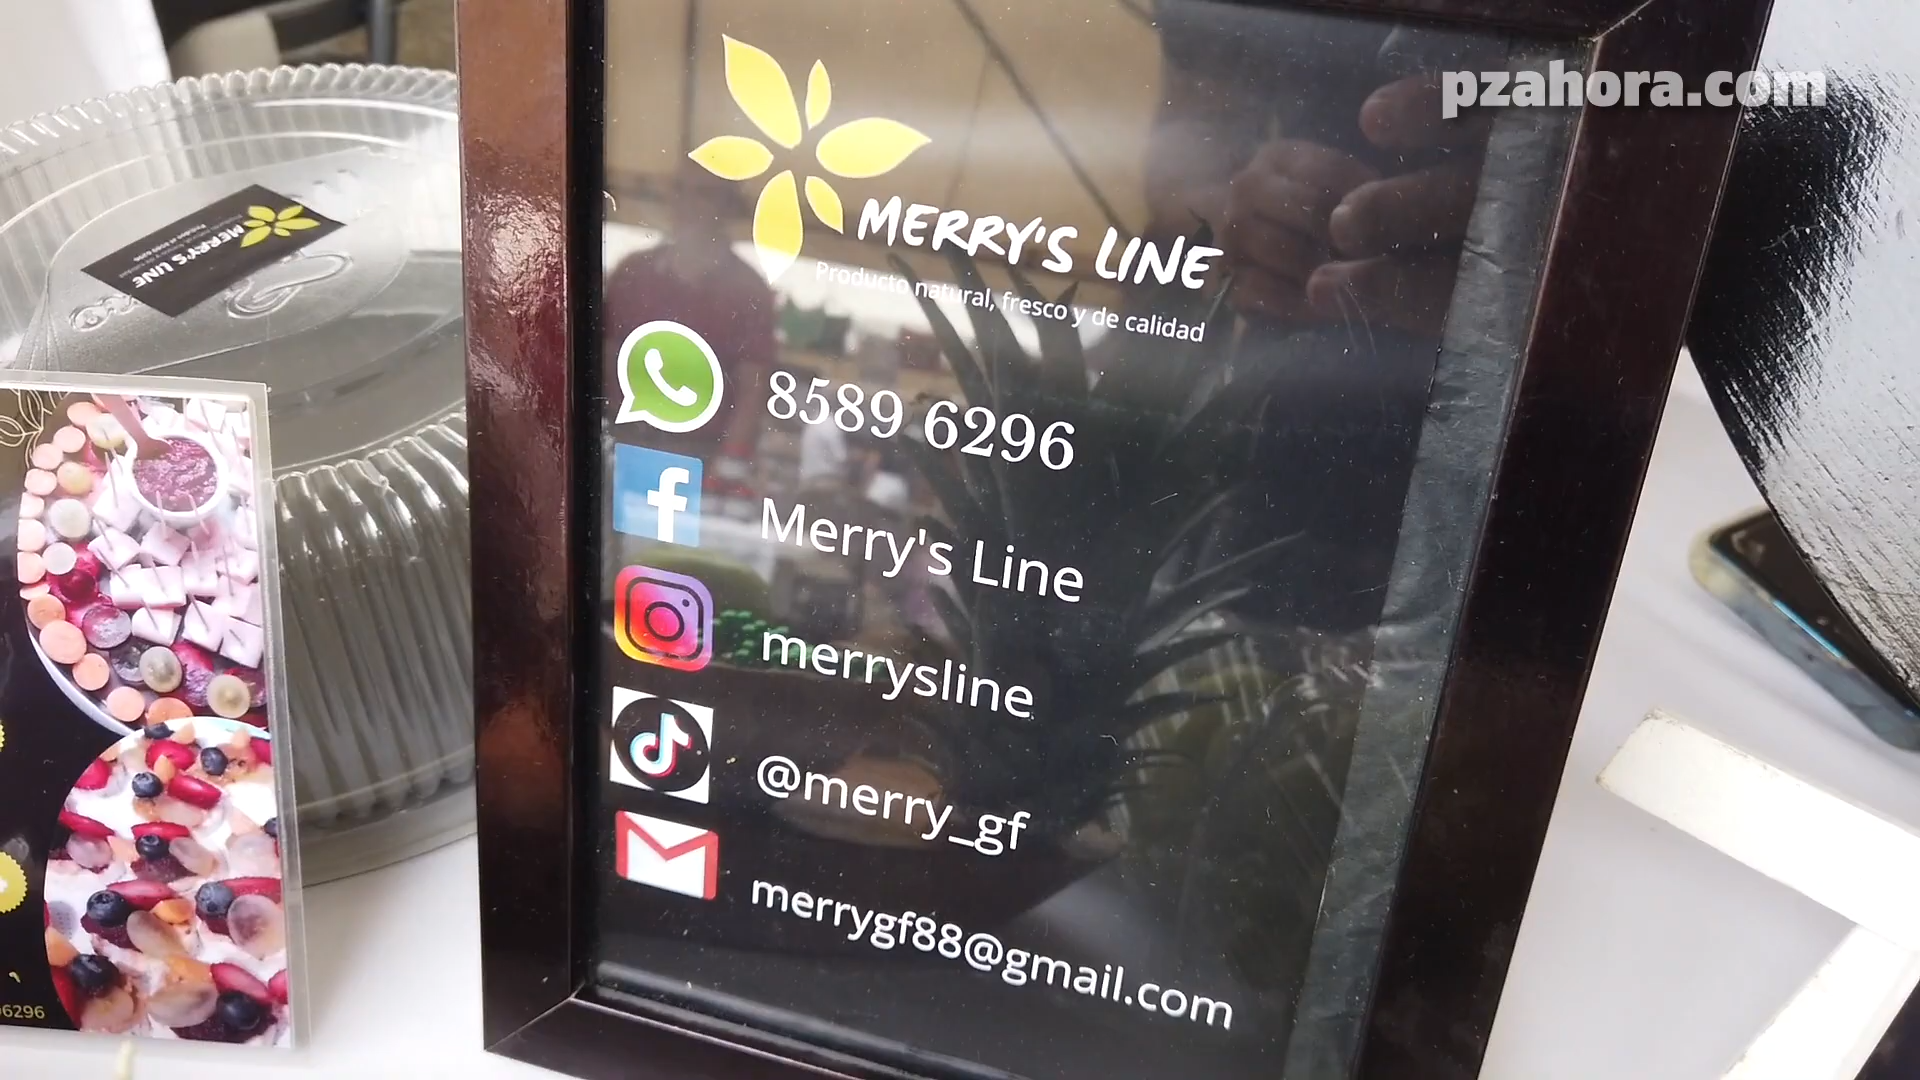 pzahora.com
MERRY'S LINE
Producto natural, fresco y de calidad
8589 6296
Merry's Line
merrysline
@merry_gf
merrygf88@gmail.com
MERRY'S LINE
6296